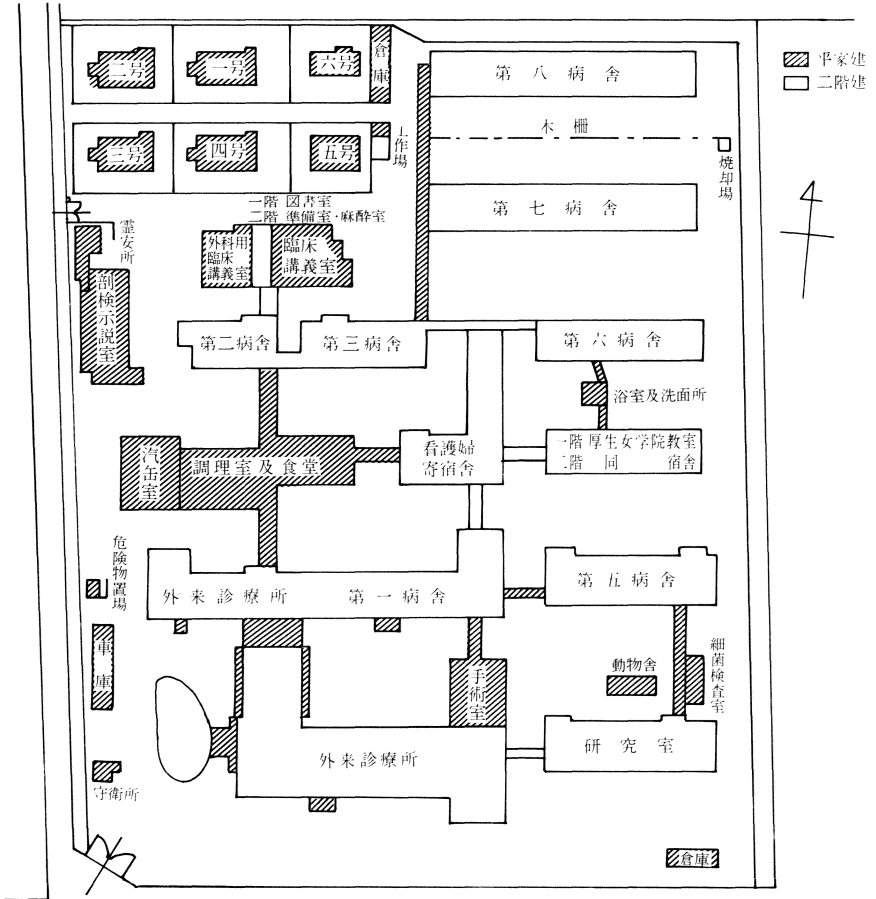 二号
一号
六号
倉庫
平家建
二階建
第八病舎
三号
四号
五号
工作場
木柵
焼却場
第七病舎
一階 図書室
二階 準備室・麻酔室
霊安所
外科用
臨床
講義室
臨床
講義室
剖検示説室
第二病舎
第三病舎
第六病舎
浴室及洗面所
汽缶室
調理室及食堂
看護婦
寄宿舎
一階 厚生女学院教室
二階 同 宿舎
危険物置場
外来診療所
第一病舎
第五病舎
車庫
手術室
動物舎
細菌検査室
外来診療所
研究室
守衛所
倉庫